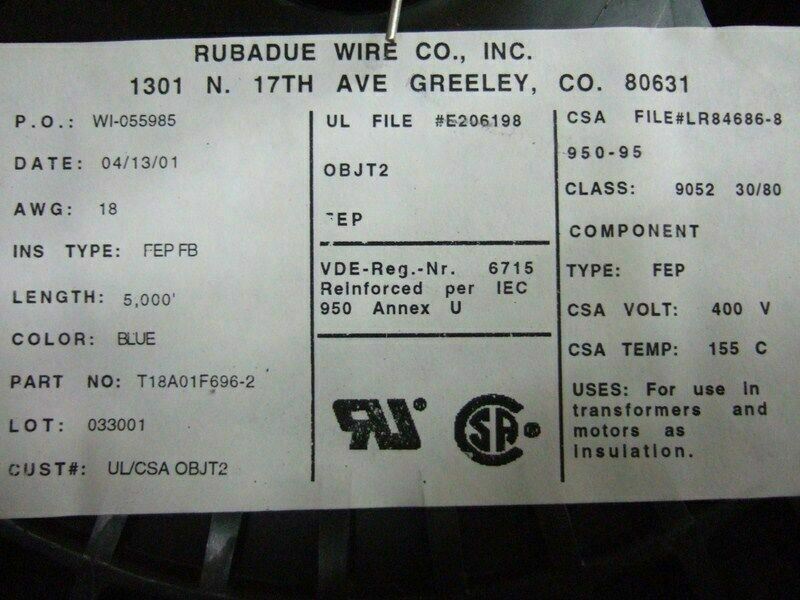 RUBADUE WIRE CO., INC.
1301 N. 17TH AVE GREELEY, CO. 80631
P.O.: WI-055985
DATE: 04/13/01
AWG: 18
INS TYPE: FEP FB
LENGTH: 5,000'
COLOR: BLUE
PART NO: T18A01F696-2
LOT: 033001
CUST#: UL/CSA OBJT2
UL FILE #E206198
OBJT2
FEP
VDE-Reg.-Nr. 6715
Reinforced per IEC
950 Annex U
RU®
CSA®
CSA FILE#LR84686-8
950-95
CLASS: 9052 30/80
COMPONENT
TYPE: FEP
CSA VOLT: 400 V
CSA TEMP: 155 C
USES: For use in
transformers and
motors as
insulation.